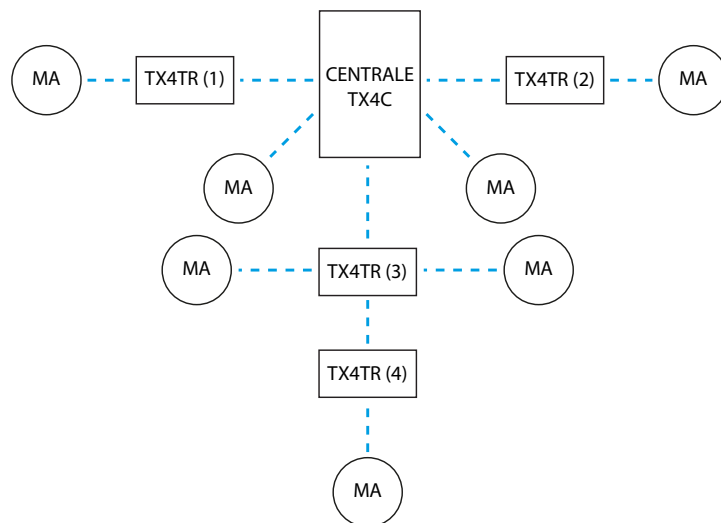 CENTRALE
TX4C
MA
TX4TR (1)
TX4TR (2)
MA
MA
MA
MA
TX4TR (3)
MA
TX4TR (4)
MA